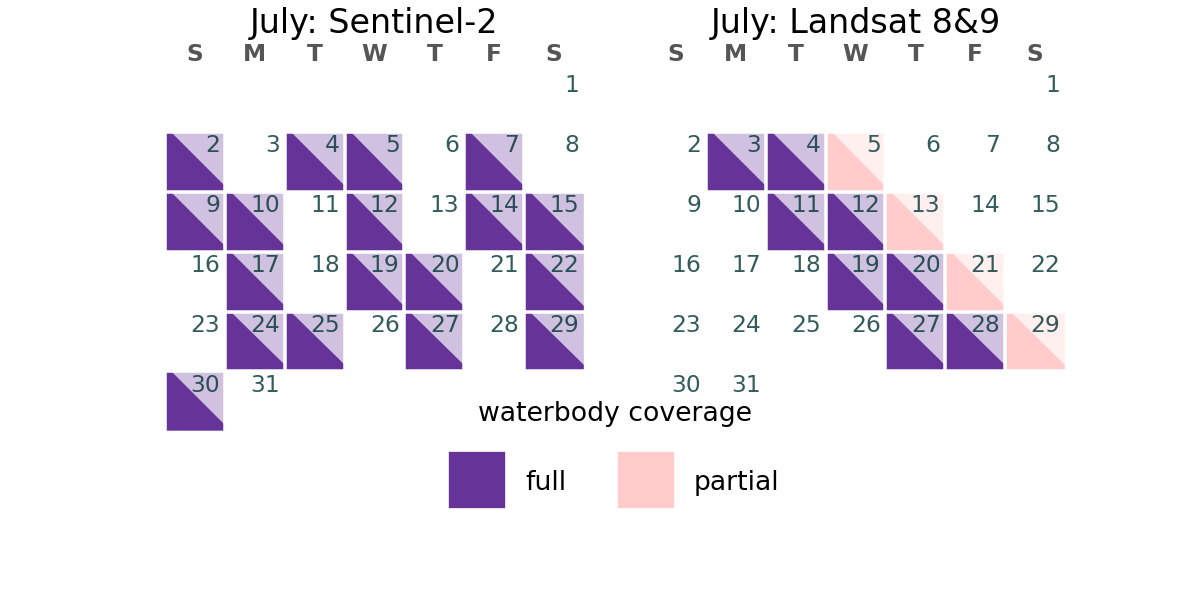 July: Sentinel-2
S M T W T F S
1
2 3 4 5 6 7 8
9 10 11 12 13 14 15
16 17 18 19 20 21 22
23 24 25 26 27 28 29
30 31
July: Landsat 8&9
S M T W T F S
1
2 3 4 5 6 7 8
9 10 11 12 13 14 15
16 17 18 19 20 21 22
23 24 25 26 27 28 29
30 31
waterbody coverage
full partial